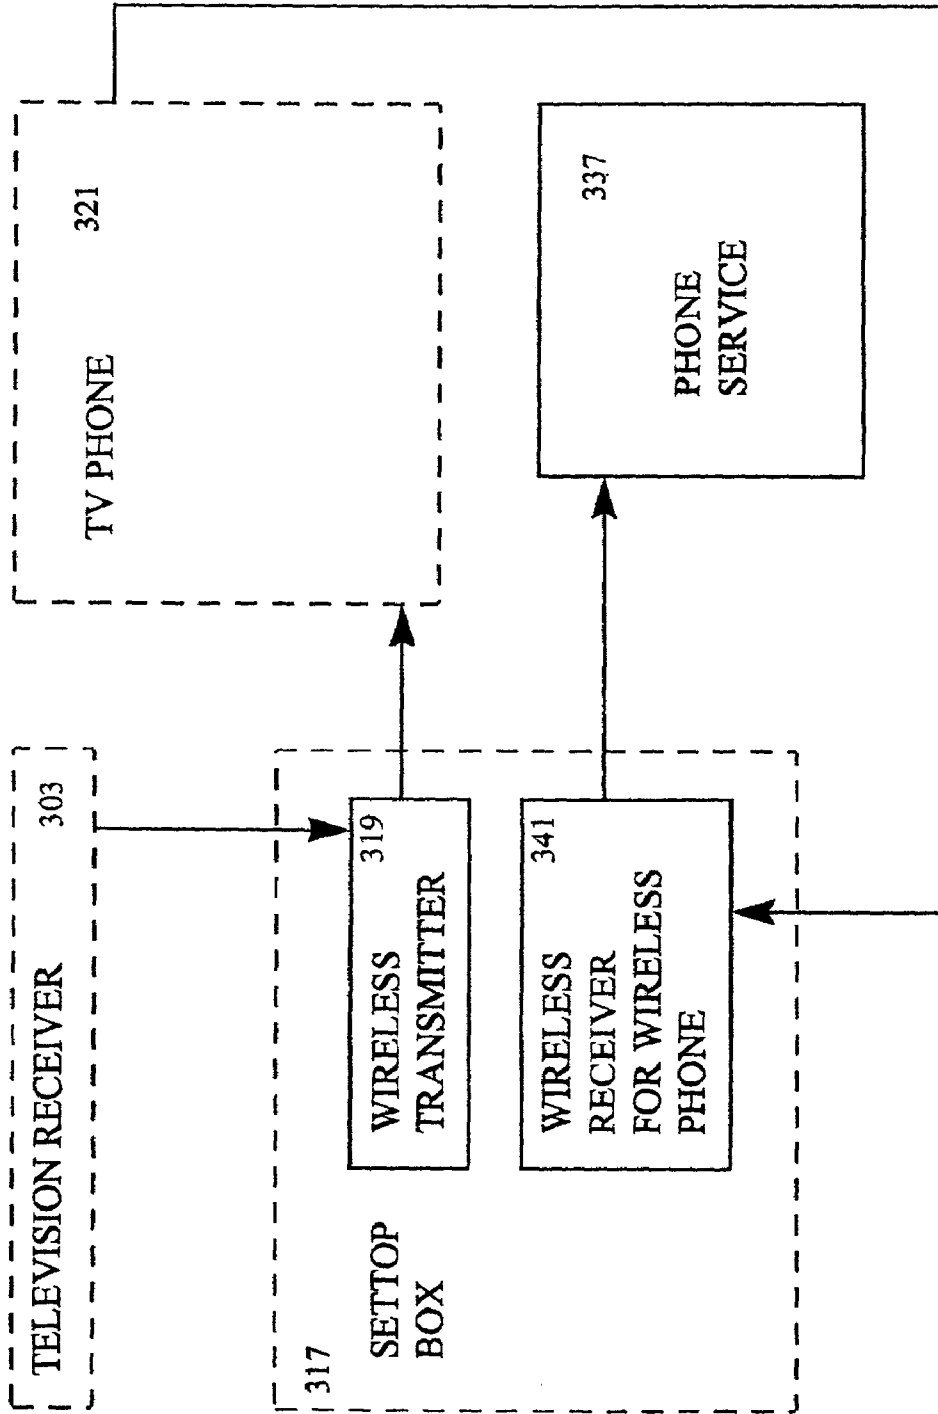 TELEVISION RECEIVER 303
317
SETTOP
BOX
319
WIRELESS
TRANSMITTER
341
WIRELESS
RECEIVER
FOR WIRELESS
PHONE
TV PHONE
321
337
PHONE
SERVICE